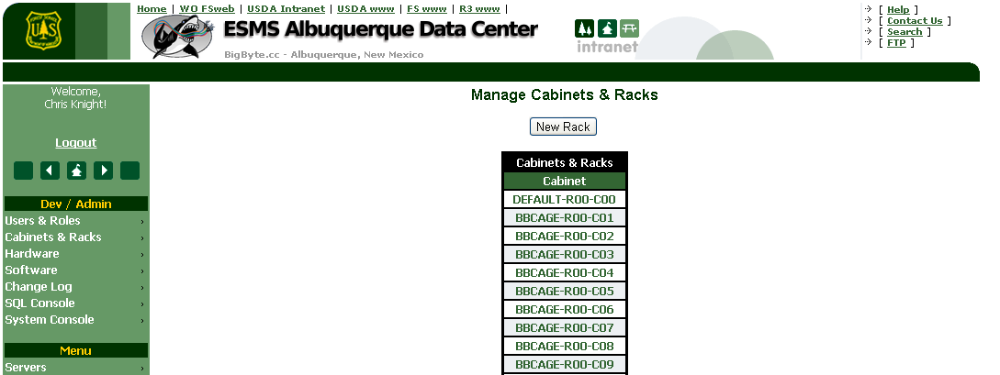 Home | WO FSweb | USDA Intranet | USDA www | FS www | R3 www |
ESMS Albuquerque Data Center
BigByte.cc - Albuquerque, New Mexico
intranet
[ Help ]
[ Contact Us ]
[ Search ]
[ FTP ]
Welcome,
Chris Knight!
Logout
Dev / Admin
Users & Roles ›
Cabinets & Racks ›
Hardware ›
Software ›
Change Log ›
SQL Console ›
System Console ›
Menu
Servers ›
Manage Cabinets & Racks
New Rack
Cabinets & Racks
Cabinet
DEFAULT-R00-C00
BBCAGE-R00-C01
BBCAGE-R00-C02
BBCAGE-R00-C03
BBCAGE-R00-C04
BBCAGE-R00-C05
BBCAGE-R00-C06
BBCAGE-R00-C07
BBCAGE-R00-C08
BBCAGE-R00-C09